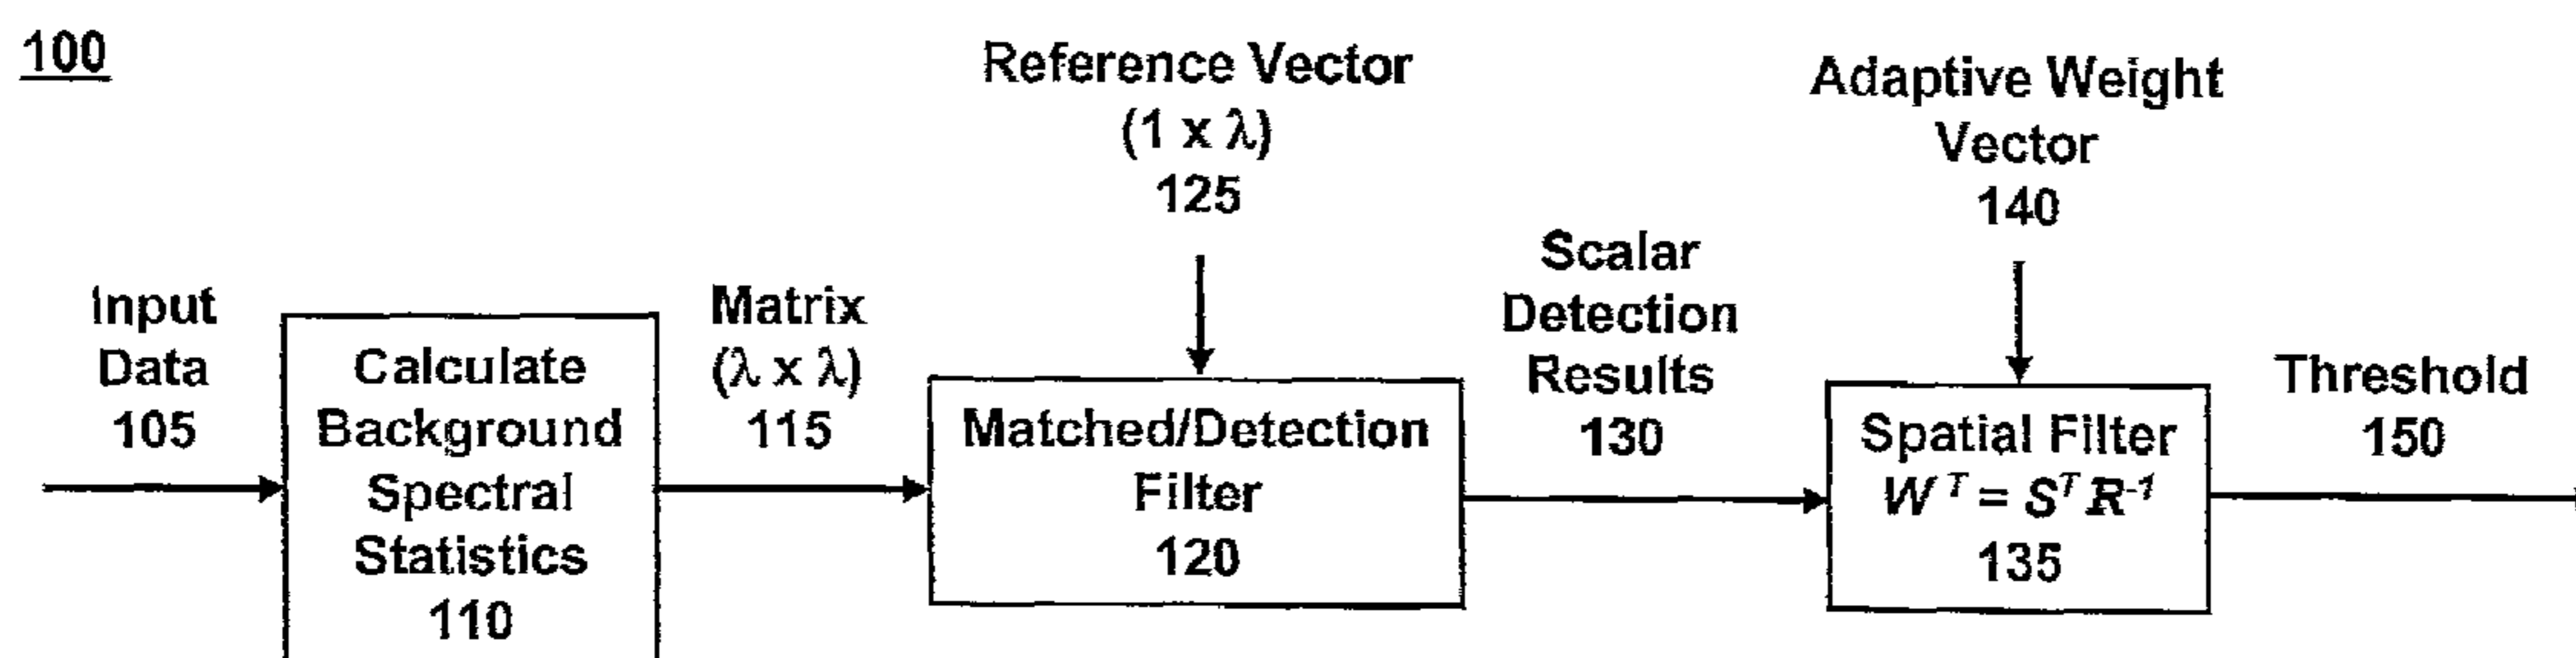 100
Reference Vector
(1 x λ)
125
Adaptive Weight
Vector
140
Input
Data
105
Calculate
Background
Spectral
Statistics
110
Matrix
(λ x λ)
115
Matched/Detection
Filter
120
Scalar
Detection
Results
130
Spatial Filter
W^T = S^T R^-1
135
Threshold
150